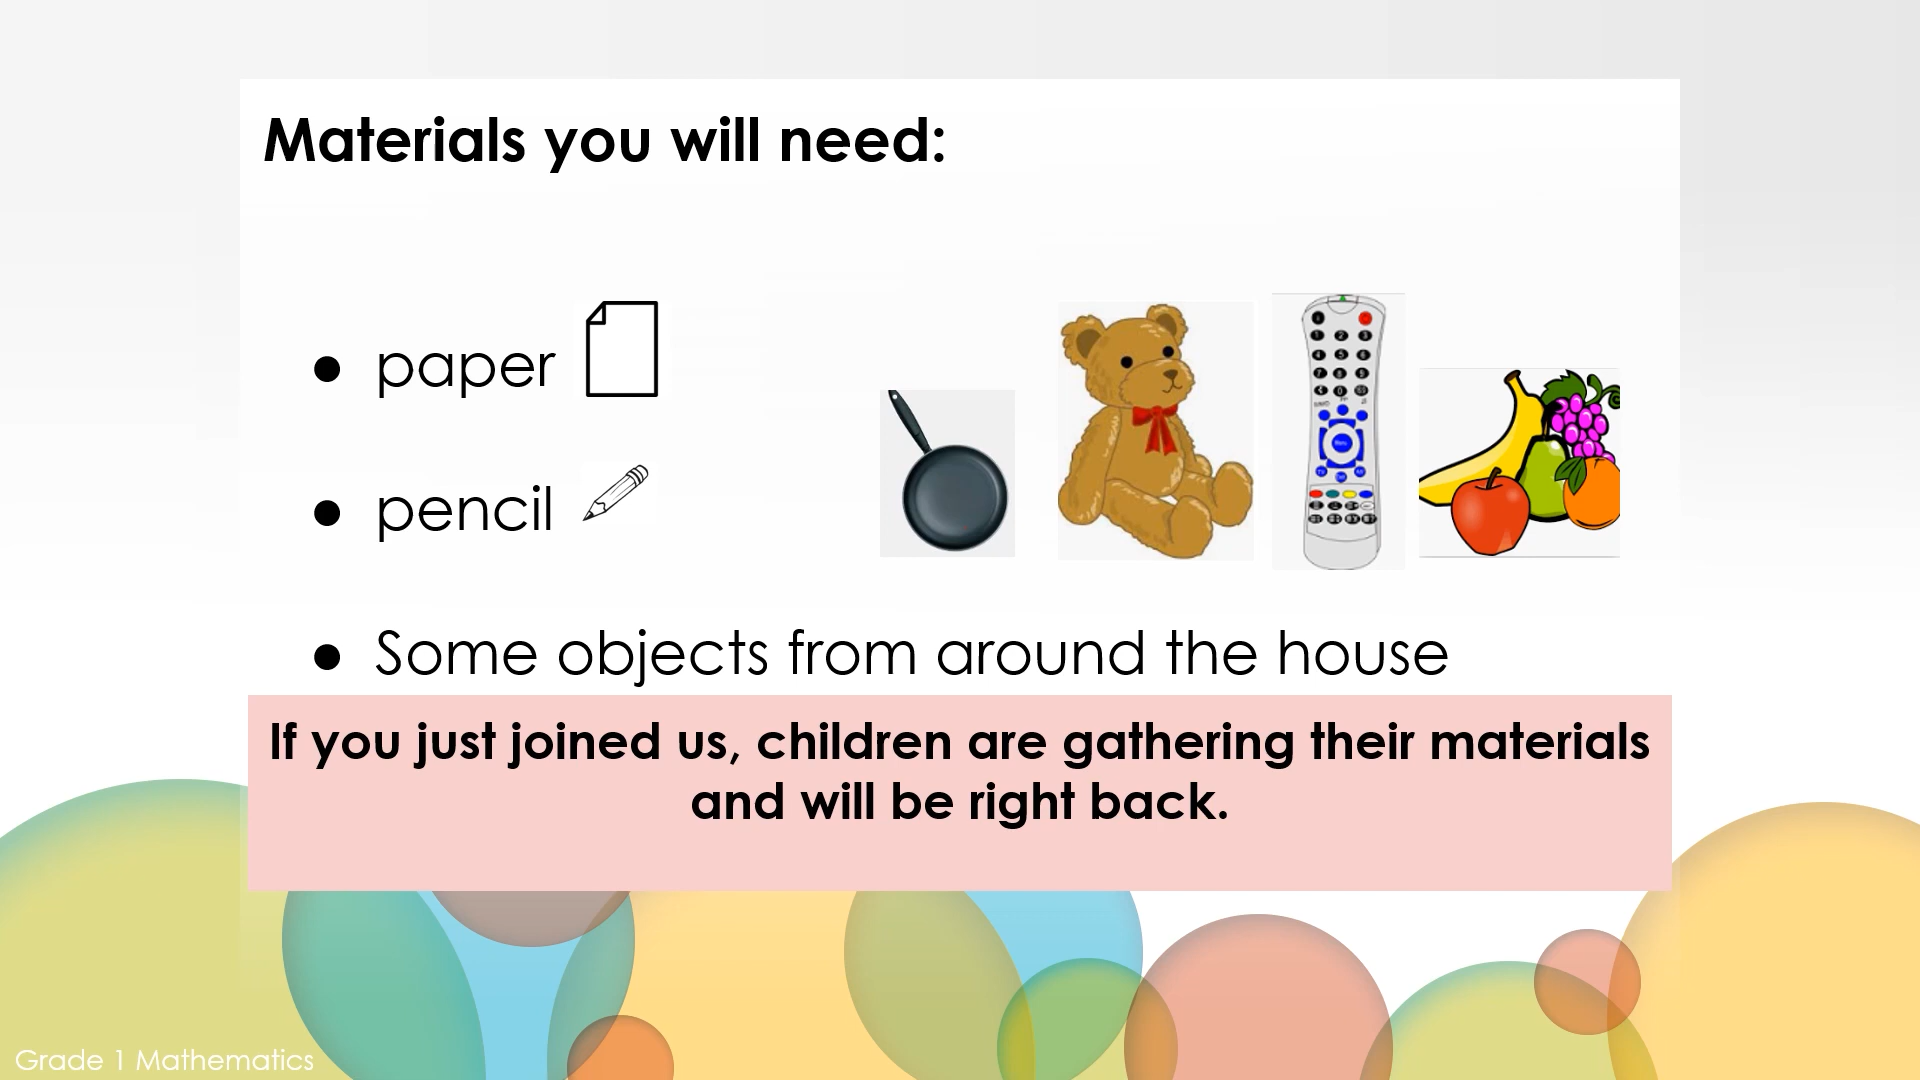 Materials you will need:
● paper
● pencil
● Some objects from around the house
If you just joined us, children are gathering their materials
and will be right back.
Grade 1 Mathematics